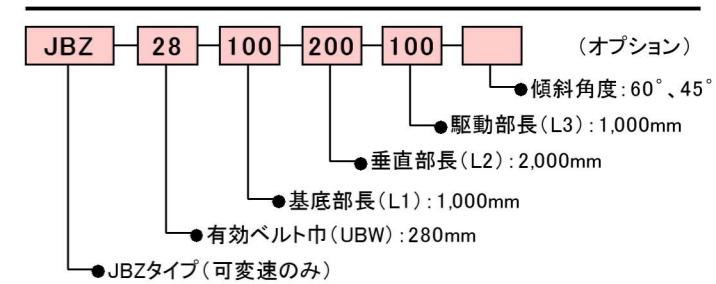 JBZ 28 100 200 100 (オプション)
傾斜角度:60°、45°
駆動部長(L3):1,000mm
垂直部長(L2):2,000mm
基底部長(L1):1,000mm
有効ベルト巾(UBW):280mm
JBZタイプ(可変速のみ)